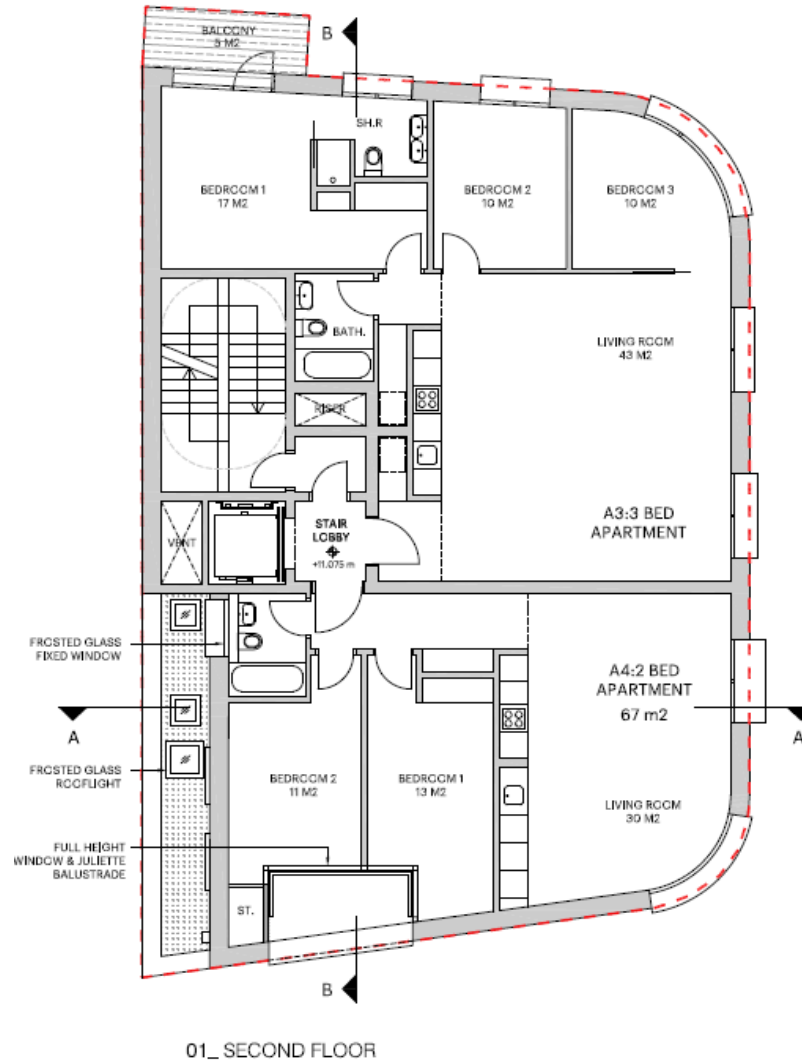 BALCONY
5 M2
B
SH.R
BEDROOM 1
17 M2
BEDROOM 2
10 M2
BEDROOM 3
10 M2
BATH.
LIVING ROOM
43 M2
RISER
A3:3 BED
APARTMENT
VENT
STAIR
LOBBY
+11.075 m
FROSTED GLASS
FIXED WINDOW
A4:2 BED
APARTMENT
67 m2
A
A
FROSTED GLASS
ROOFLIGHT
BEDROOM 2
11 M2
BEDROOM 1
13 M2
LIVING ROOM
30 M2
FULL HEIGHT
WINDOW & JULIETTE
BALUSTRADE
ST.
B
01_ SECOND FLOOR